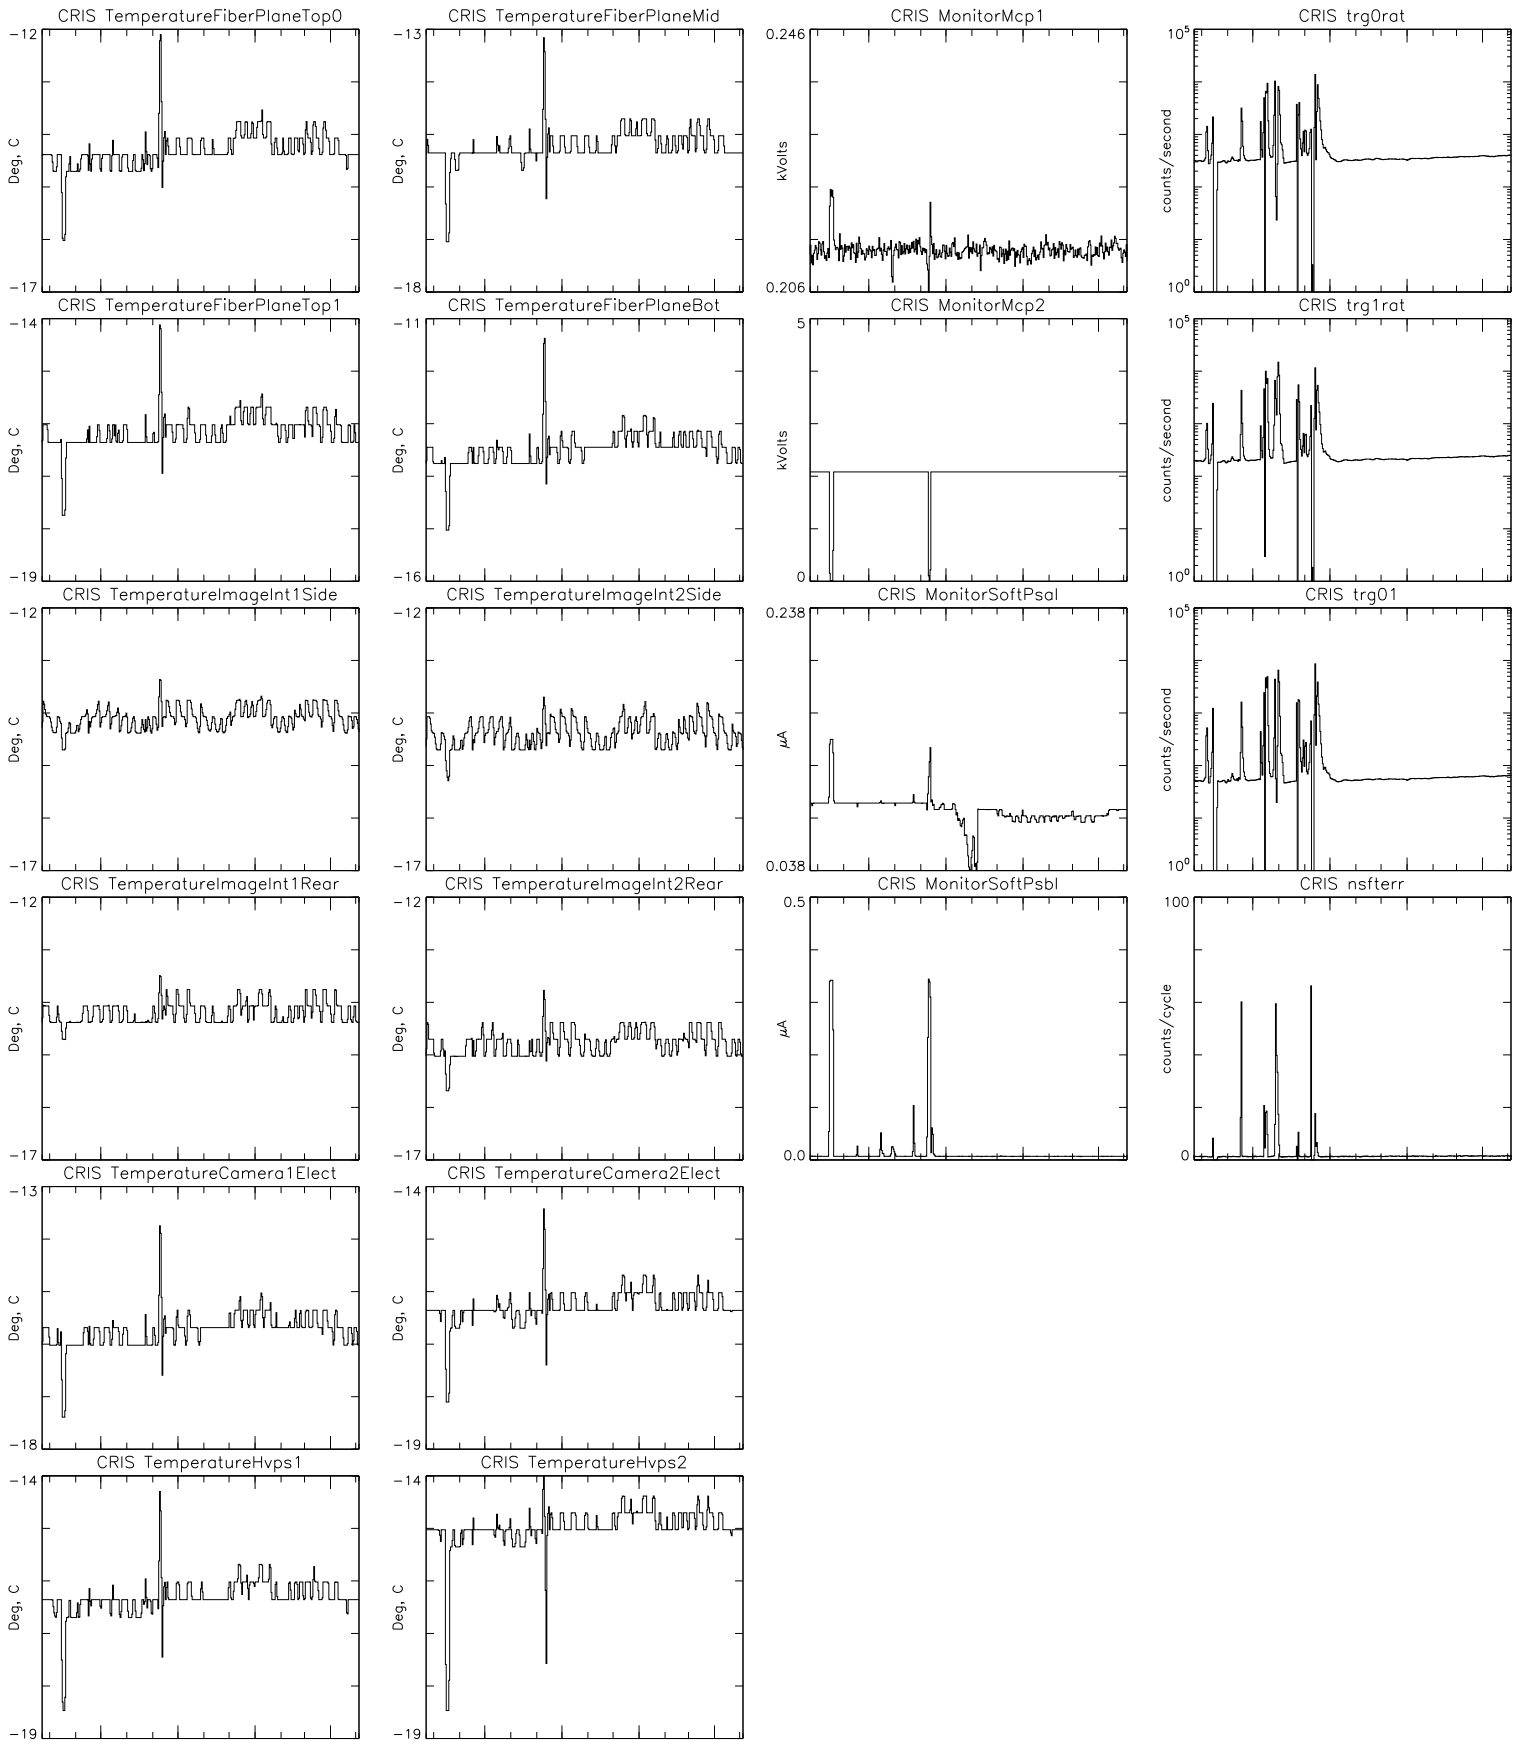 CRIS TemperatureFiberPlaneTop0
CRIS TemperatureFiberPlaneMid
CRIS MonitorMcp1
CRIS trg0rat
-12
Deg, C
-17
-13
Deg, C
-18
0.246
kVolts
0.206
10^5
counts/second
10^0
CRIS TemperatureFiberPlaneTop1
CRIS TemperatureFiberPlaneBot
CRIS MonitorMcp2
CRIS trg1rat
-14
Deg, C
-19
-11
Deg, C
-16
5
kVolts
0
10^5
counts/second
10^0
CRIS TemperatureImageInt1Side
CRIS TemperatureImageInt2Side
CRIS MonitorSoftPsaI
CRIS trg01
-12
Deg, C
-17
-12
Deg, C
-17
0.238
μA
0.038
10^5
counts/second
10^0
CRIS TemperatureImageInt1Rear
CRIS TemperatureImageInt2Rear
CRIS MonitorSoftPsbI
CRIS nsfterr
-12
Deg, C
-17
-12
Deg, C
-17
0.5
μA
0.0
100
counts/cycle
0
CRIS TemperatureCamera1Elect
CRIS TemperatureCamera2Elect
-13
Deg, C
-18
-14
Deg, C
-19
CRIS TemperatureHvps1
CRIS TemperatureHvps2
-14
Deg, C
-19
-14
Deg, C
-19